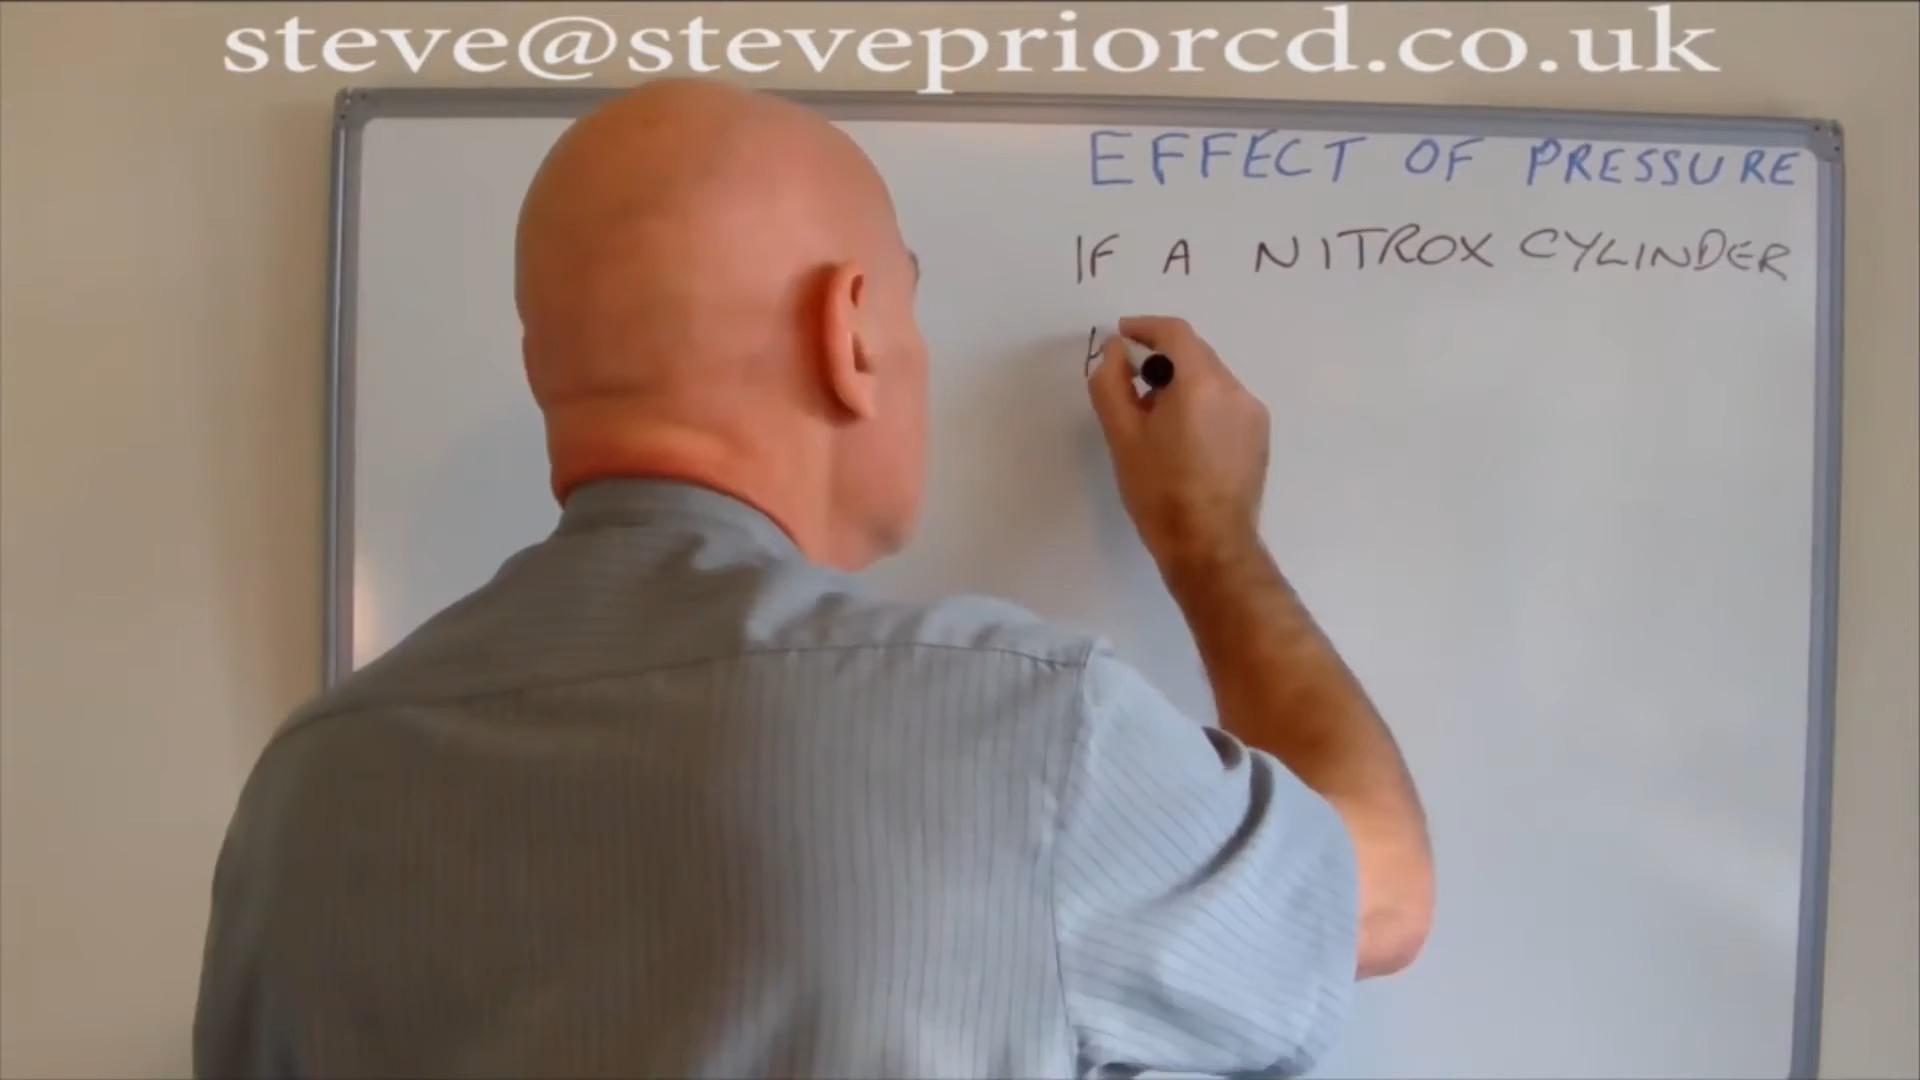 steve@stevepriorcd.co.uk
EFFECT OF PRESSURE
IF A NITROX CYLINDER